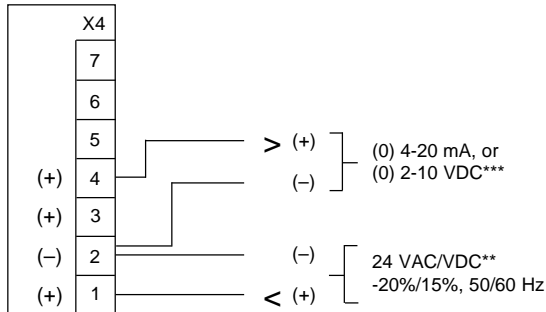 X4
7
6
5
> (+) (0) 4-20 mA, or
(+) 4
(–) (0) 2-10 VDC***
(+) 3
(–) 2 (–) 24 VAC/VDC**
(+) 1 < (+) -20%/15%, 50/60 Hz